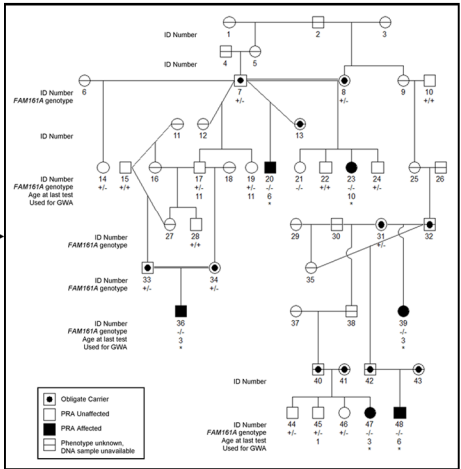 ID Number 1 2 3
ID Number 4 5
ID Number 6 7 8 9 10
FAM161A genotype +/- +/- +/+
ID Number 11 12 13
ID Number 14 15 16 17 18 19 20 21 22 23 24 25 26
FAM161A genotype +/- +/+ +/- +/- -/- -/- +/+ -/- +/-
Age at last test 11 11 6 10
Used for GWA * *
ID Number 27 28 29 30 31 32
FAM161A genotype +/+ +/-
35
ID Number 33 34
FAM161A genotype +/- +/-
ID Number 36 37 38 39
FAM161A genotype -/- -/-
Age at last test 3 3
Used for GWA * *
ID Number 40 41 42 43
ID Number 44 45 46 47 48
FAM161A genotype +/- +/- +/- -/- -/-
Age at last test 1 3 6
Used for GWA * *
Obligate Carrier
PRA Unaffected
PRA Affected
Phenotype unknown,
DNA sample unavailable